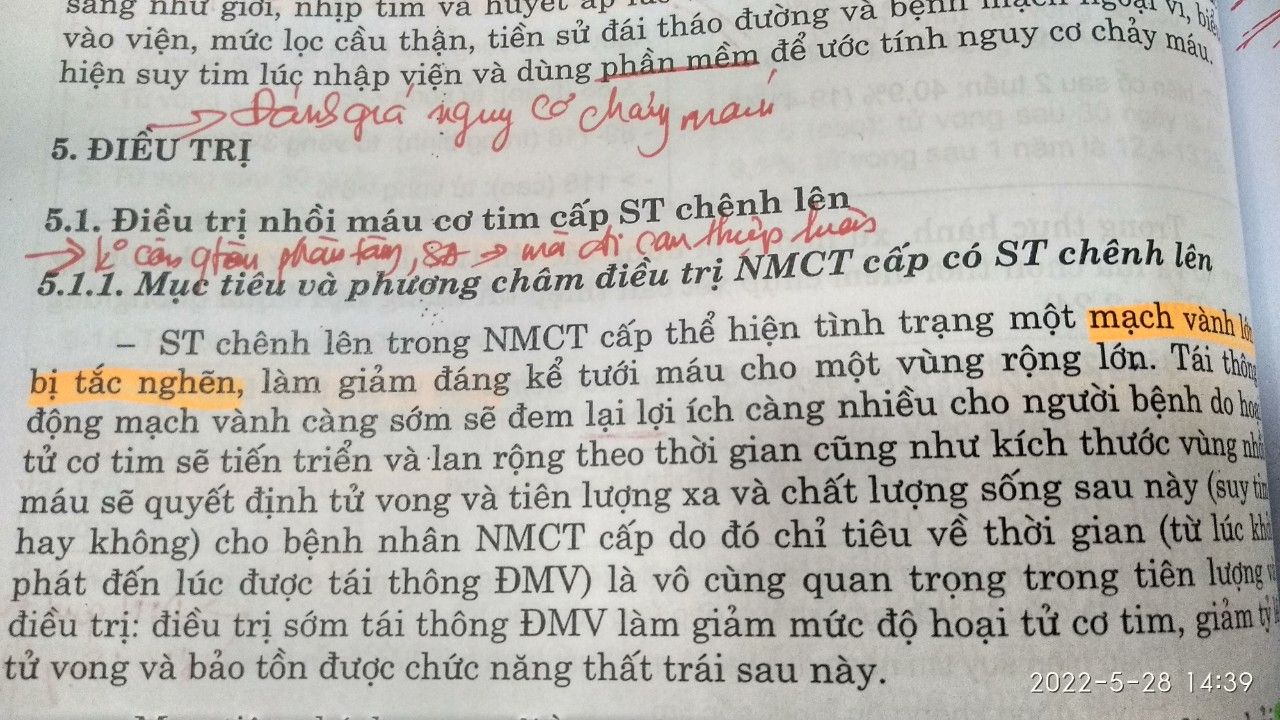 sàng như giới, nhịp tim và huyết áp lúc
vào viện, mức lọc cầu thận, tiền sử đái tháo đường và bệnh mạch ngoại vi, biểu
hiện suy tim lúc nhập viện và dùng phần mềm để ước tính nguy cơ chảy máu.
→ Đánh giá nguy cơ chảy máu
5. ĐIỀU TRỊ
5.1. Điều trị nhồi máu cơ tim cấp ST chênh lên
→ k° cần phân tầng, → mà đi can thiệp luôn
5.1.1. Mục tiêu và phương châm điều trị NMCT cấp có ST chênh lên
– ST chênh lên trong NMCT cấp thể hiện tình trạng một mạch vành lớn
bị tắc nghẽn, làm giảm đáng kể tưới máu cho một vùng rộng lớn. Tái thông
động mạch vành càng sớm sẽ đem lại lợi ích càng nhiều cho người bệnh do hoại
tử cơ tim sẽ tiến triển và lan rộng theo thời gian cũng như kích thước vùng nhồi
máu sẽ quyết định tử vong và tiên lượng xa và chất lượng sống sau này (suy tim
hay không) cho bệnh nhân NMCT cấp do đó chỉ tiêu về thời gian (từ lúc khởi
phát đến lúc được tái thông ĐMV) là vô cùng quan trọng trong tiên lượng và
điều trị: điều trị sớm tái thông ĐMV làm giảm mức độ hoại tử cơ tim, giảm tỷ lệ
tử vong và bảo tồn được chức năng thất trái sau này.
2022-5-28 14:39